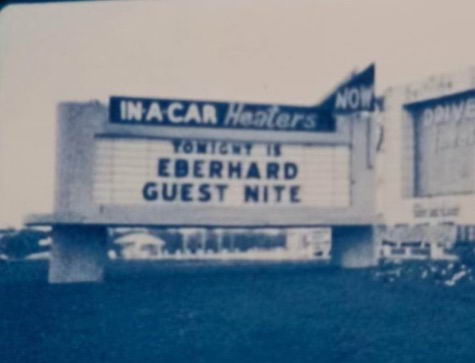 IN-A-CAR Heaters NOW
TONIGHT IS
EBERHARD
GUEST NITE
DRIVE